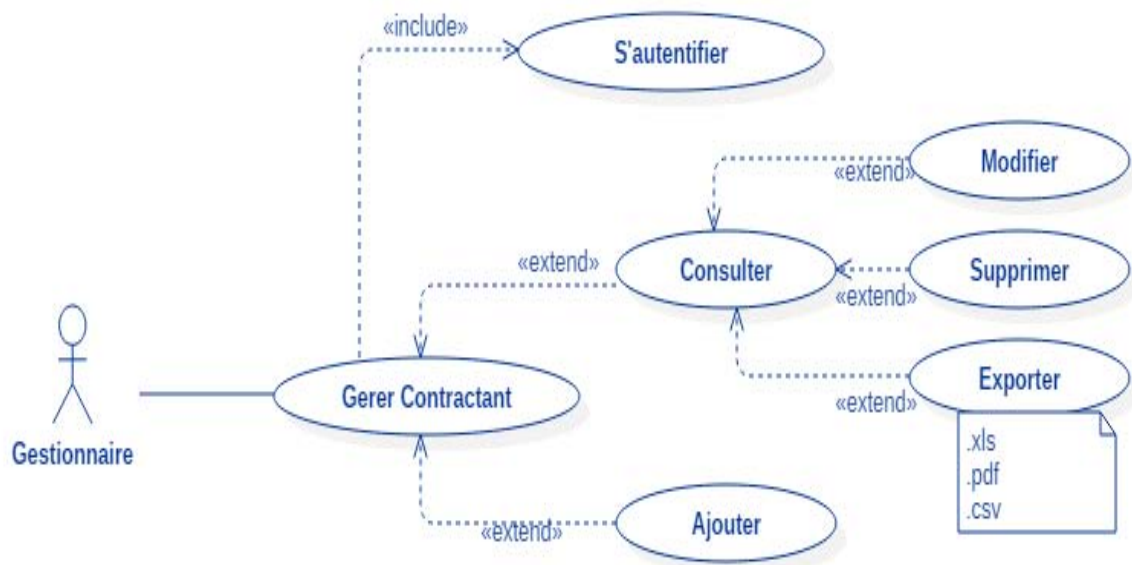 «include»
S'autentifier
Modifier
«extend»
«extend»
Consulter
Supprimer
«extend»
Gerer Contractant
Exporter
«extend»
Gestionnaire
.xls
.pdf
.csv
«extend»
Ajouter